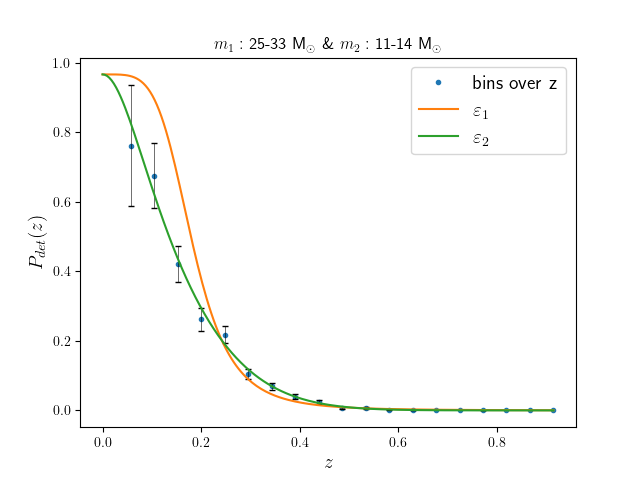 m₁ : 25-33 M⊙ & m₂ : 11-14 M⊙
1.0
0.8
0.6
0.4
0.2
0.0
P_det(z)
bins over z
ε₁
ε₂
0.0 0.2 0.4 0.6 0.8
z